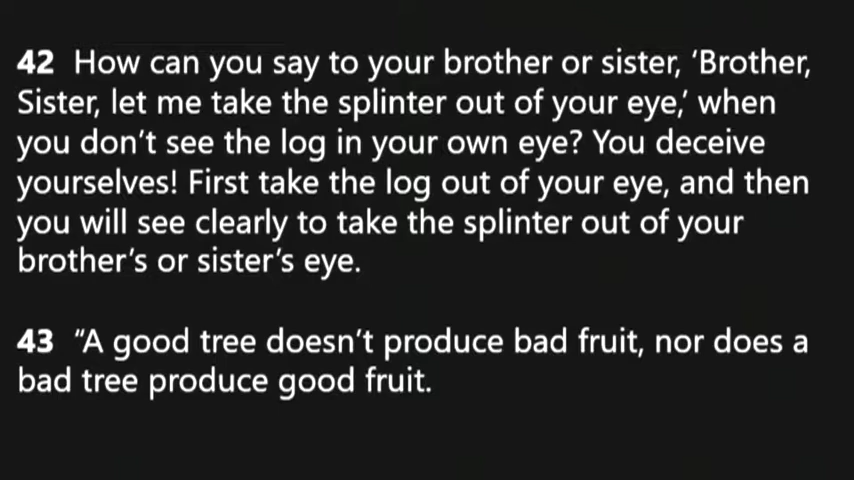 42 How can you say to your brother or sister, ‘Brother,
Sister, let me take the splinter out of your eye,’ when
you don’t see the log in your own eye? You deceive
yourselves! First take the log out of your eye, and then
you will see clearly to take the splinter out of your
brother’s or sister’s eye.
43 “A good tree doesn’t produce bad fruit, nor does a
bad tree produce good fruit.